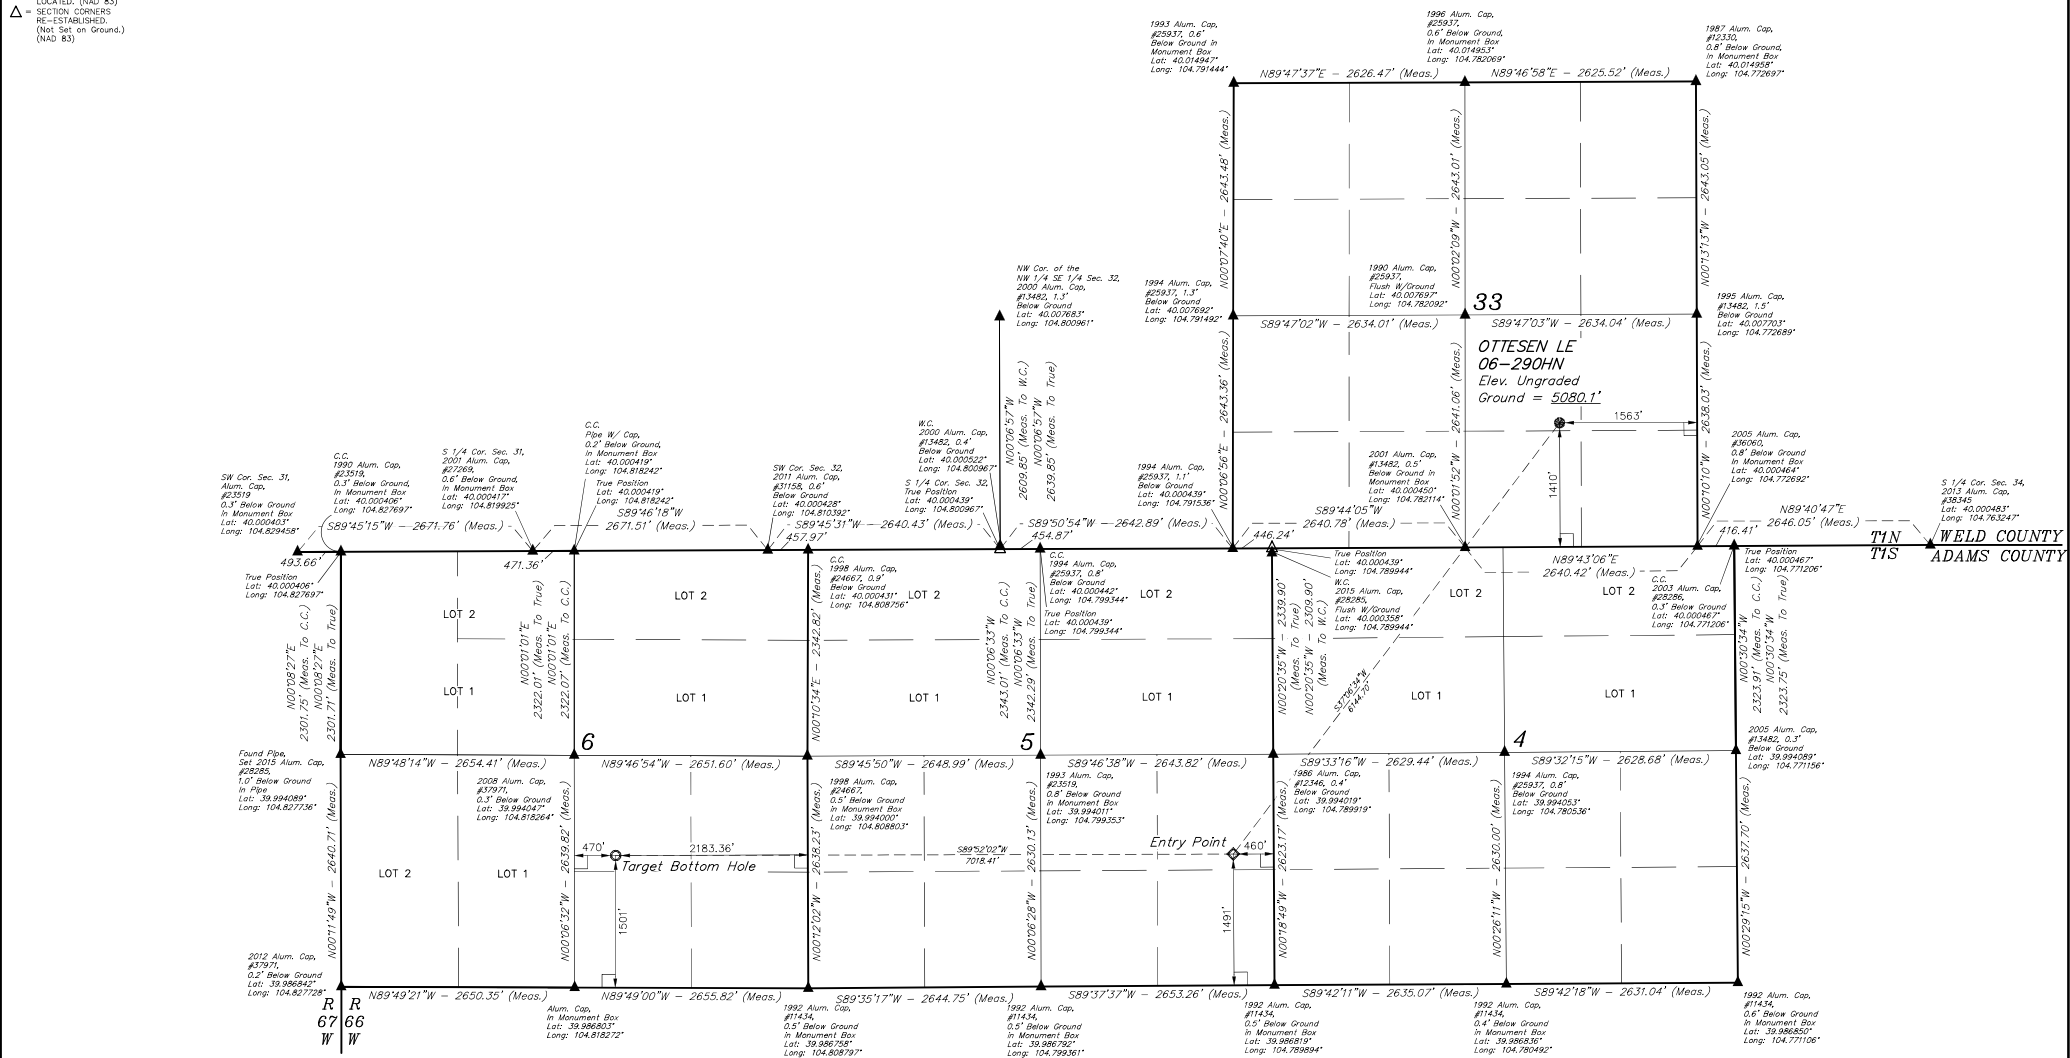 LOCATED. (NAD 83)
△ = SECTION CORNERS
RE-ESTABLISHED.
(Not Set on Ground.)
(NAD 83)
1993 Alum. Cap,
#25937, 0.6'
Below Ground in
Monument Box
Lat: 40.014947°
Long: 104.791444°
1996 Alum. Cap,
#25937,
0.6' Below Ground,
In Monument Box
Lat: 40.014953°
Long: 104.782069°
1987 Alum. Cap,
#12330,
0.8' Below Ground,
In Monument Box
Lat: 40.014958°
Long: 104.772697°
N89°47'37"E - 2626.47' (Meas.)
N89°46'58"E - 2625.52' (Meas.)
N00°07'40"E - 2643.48' (Meas.)
N00°02'09"W - 2643.01' (Meas.)
N00°13'13"W - 2643.05' (Meas.)
NW Cor. of the
NW 1/4 SE 1/4 Sec. 32,
2000 Alum. Cap,
#13482, 1.3'
Below Ground
Lat: 40.007683°
Long: 104.800961°
1994 Alum. Cap,
#25937, 1.3'
Below Ground
Lat: 40.007692°
Long: 104.791492°
1990 Alum. Cap,
#25937,
Flush W/Ground
Lat: 40.007697°
Long: 104.782092°
33
1995 Alum. Cap,
#13482, 1.5'
Below Ground
Lat: 40.007703°
Long: 104.772689°
S89°47'02"W - 2634.01' (Meas.)
S89°47'03"W - 2634.04' (Meas.)
OTTESEN LE
06-290HN
Elev. Ungraded
Ground = 5080.1'
1563'
1410'
N00°06'57"W
2609.85' (Meas. To W.C.)
N00°06'57"W
2639.85' (Meas. To True)
N00°06'56"E - 2643.36' (Meas.)
N00°07'52"W - 2641.06' (Meas.)
N00°10'10"W - 2638.03' (Meas.)
SW Cor. Sec. 31,
Alum. Cap,
#23519
0.3' Below Ground
In Monument Box
Lat: 40.000403°
Long: 104.829458°
C.C.
1990 Alum. Cap,
#23519,
0.3' Below Ground,
In Monument Box
Lat: 40.000406°
Long: 104.827697°
S 1/4 Cor. Sec. 31,
2001 Alum. Cap,
#27269,
0.6' Below Ground,
In Monument Box
Lat: 40.000417°
Long: 104.819925°
C.C.
Pipe W/ Cap,
0.2' Below Ground,
In Monument Box
Lat: 40.000419°
Long: 104.818242°
True Position
Lat: 40.000419°
Long: 104.818242°
SW Cor. Sec. 32,
2011 Alum. Cap,
#31158, 0.6'
Below Ground
Lat: 40.000428°
Long: 104.810392°
W.C.
2000 Alum. Cap,
#13482, 0.4'
Below Ground
Lat: 40.000522°
Long: 104.800967°
S 1/4 Cor. Sec. 32,
True Position
Lat: 40.000439°
Long: 104.800967°
1994 Alum. Cap,
#25937, 1.1'
Below Ground
Lat: 40.000439°
Long: 104.791536°
2001 Alum. Cap,
#13482, 0.5'
Below Ground in
Monument Box
Lat: 40.000450°
Long: 104.782114°
2005 Alum. Cap,
#36060,
0.8' Below Ground,
In Monument Box
Lat: 40.000464°
Long: 104.772692°
S 1/4 Cor. Sec. 34,
2013 Alum. Cap,
#38345
Lat: 40.000483°
Long: 104.763247°
S89°45'15"W - 2671.76' (Meas.)
S89°46'18"W
2671.51' (Meas.)
S89°45'31"W - 2640.43' (Meas.)
S89°50'54"W - 2642.89' (Meas.)
S89°44'05"W
2640.78' (Meas.)
N89°43'06"E
2640.42' (Meas.)
N89°40'47"E
2646.05' (Meas.)
493.66'
471.36'
457.97'
454.87'
446.24'
416.41'
T1N
T1S
WELD COUNTY
ADAMS COUNTY
True Position
Lat: 40.000406°
Long: 104.827697°
C.C.
1998 Alum. Cap,
#24667, 0.9'
Below Ground
Lat: 40.000431°
Long: 104.808756°
C.C.
1994 Alum. Cap,
#25937, 0.8'
Below Ground
Lat: 40.000442°
Long: 104.799344°
True Position
Lat: 40.000439°
Long: 104.799344°
True Position
Lat: 40.000439°
Long: 104.789944°
W.C.
2015 Alum. Cap,
#28285,
Flush W/Ground
Lat: 40.000358°
Long: 104.789944°
C.C.
2003 Alum. Cap,
#28286,
0.3' Below Ground
Lat: 40.000467°
Long: 104.771206°
True Position
Lat: 40.000467°
Long: 104.771206°
LOT 2
LOT 2
LOT 2
LOT 2
LOT 2
LOT 2
LOT 1
LOT 1
LOT 1
LOT 1
LOT 1
LOT 1
N00°08'27"E
2301.75' (Meas. To C.C.)
N00°08'27"E
2301.71' (Meas. To True)
N00°01'01"E
2322.01' (Meas. To True)
N00°01'01"E
2322.07' (Meas. To C.C.)
N00°10'34"E - 2342.82' (Meas.)
N00°06'33"W
2343.01' (Meas. To C.C.)
N00°06'33"W
2342.29' (Meas. To True)
N00°20'35"W - 2339.90'
(Meas. To True)
N00°20'35"W - 2309.90'
(Meas. To W.C.)
S37°06'34"W
6144.70'
N00°30'34"W
2323.91' (Meas. To C.C.)
N00°30'34"W
2323.75' (Meas. To True)
6
5
4
Found Pipe,
Set 2015 Alum. Cap,
#28285,
1.0' Below Ground
In Pipe
Lat: 39.994089°
Long: 104.827736°
N89°48'14"W - 2654.41' (Meas.)
N89°46'54"W - 2651.60' (Meas.)
S89°45'50"W - 2648.99' (Meas.)
S89°46'38"W - 2643.82' (Meas.)
S89°33'16"W - 2629.44' (Meas.)
S89°32'15"W - 2628.68' (Meas.)
2008 Alum. Cap,
#37971,
0.3' Below Ground
Lat: 39.994047°
Long: 104.818264°
1998 Alum. Cap,
#24667,
0.5' Below Ground
In Monument Box
Lat: 39.994000°
Long: 104.808803°
1993 Alum. Cap,
#23519,
0.8' Below Ground
In Monument Box
Lat: 39.994011°
Long: 104.799353°
1986 Alum. Cap,
#12346, 0.4'
Below Ground
Lat: 39.994019°
Long: 104.789919°
1994 Alum. Cap,
#25937, 0.8'
Below Ground
Lat: 39.994053°
Long: 104.780536°
2005 Alum. Cap,
#13482, 0.3'
Below Ground
Lat: 39.994089°
Long: 104.771156°
N00°11'49"W - 2640.71' (Meas.)
N00°06'32"W - 2639.82' (Meas.)
N00°12'02"W - 2638.23' (Meas.)
N00°06'28"W - 2630.13' (Meas.)
N00°18'49"W - 2623.17' (Meas.)
N00°26'11"W - 2630.00' (Meas.)
N00°29'15"W - 2637.70' (Meas.)
470'
2183.36'
Target Bottom Hole
1501'
S89°52'02"W
7018.41'
Entry Point
460'
1491'
LOT 2
LOT 1
2012 Alum. Cap,
#37971,
0.2' Below Ground
Lat: 39.986842°
Long: 104.827728°
N89°49'21"W - 2650.35' (Meas.)
N89°49'00"W - 2655.82' (Meas.)
S89°35'17"W - 2644.75' (Meas.)
S89°37'37"W - 2653.26' (Meas.)
S89°42'11"W - 2635.07' (Meas.)
S89°42'18"W - 2631.04' (Meas.)
R R
67 66
W W
Alum. Cap,
In Monument Box
Lat: 39.986803°
Long: 104.818272°
1992 Alum. Cap,
#11434,
0.5' Below Ground
In Monument Box
Lat: 39.986758°
Long: 104.808797°
1992 Alum. Cap,
#11434,
0.5' Below Ground
In Monument Box
Lat: 39.986792°
Long: 104.799361°
1992 Alum. Cap,
#11434,
0.5' Below Ground
In Monument Box
Lat: 39.986819°
Long: 104.789894°
1992 Alum. Cap,
#11434,
0.4' Below Ground
In Monument Box
Lat: 39.986836°
Long: 104.780492°
1992 Alum. Cap,
#11434,
0.6' Below Ground
In Monument Box
Lat: 39.986850°
Long: 104.771106°